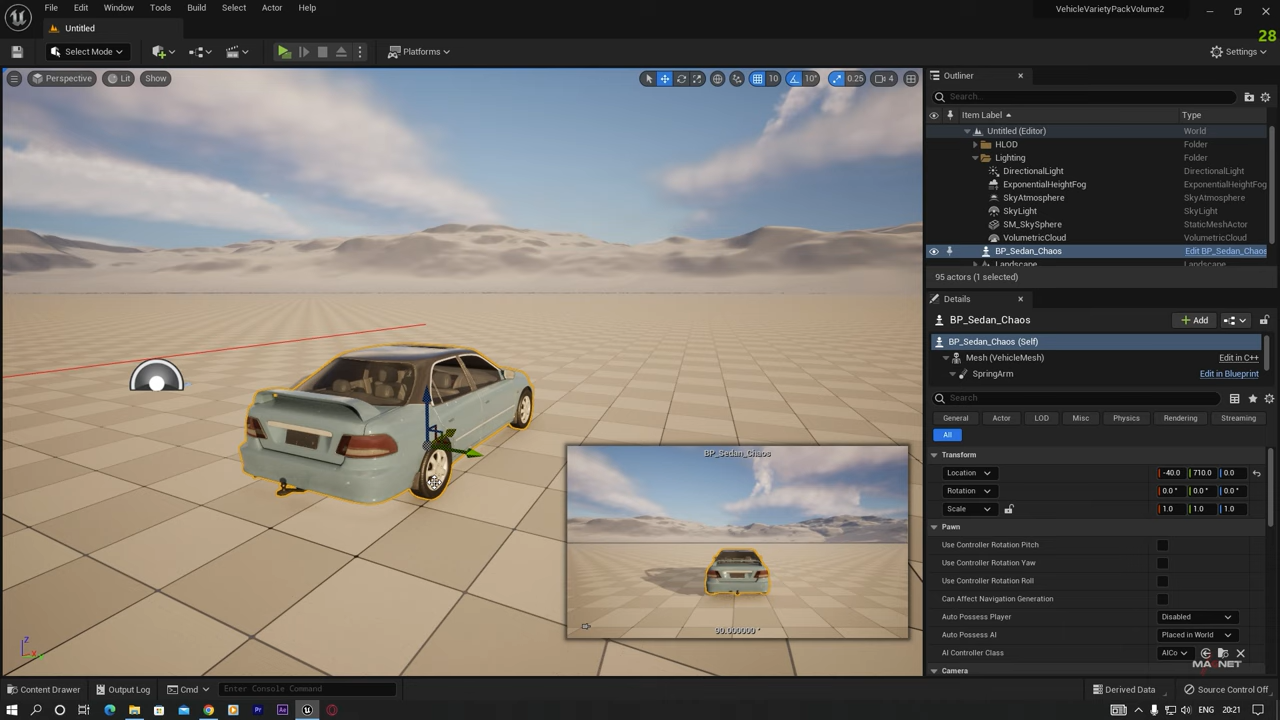 File Edit Window Tools Build Select Actor Help
VehicleVarietyPackVolume2
Untitled
28
Select Mode
Platforms
Settings
Perspective Lit Show
10 10° 0.25 4
Outliner
Search...
Item Label Type
Untitled (Editor) World
HLOD Folder
Lighting Folder
DirectionalLight DirectionalLight
ExponentialHeightFog ExponentialHeightFog
SkyAtmosphere SkyAtmosphere
SkyLight SkyLight
SM_SkySphere StaticMeshActor
VolumetricCloud VolumetricCloud
BP_Sedan_Chaos Edit BP_Sedan_Chaos
Landscape Landscape
95 actors (1 selected)
Details
BP_Sedan_Chaos
Add
BP_Sedan_Chaos (Self)
Mesh (VehicleMesh) Edit in C++
SpringArm Edit in Blueprint
Search
General Actor LOD Misc Physics Rendering Streaming
All
Transform
Location -40.0 710.0 0.0
Rotation 0.0 ° 0.0 ° 0.0 °
Scale 1.0 1.0 1.0
Pawn
Use Controller Rotation Pitch
Use Controller Rotation Yaw
Use Controller Rotation Roll
Can Affect Navigation Generation
Auto Possess Player Disabled
Auto Possess AI Placed in World
AI Controller Class AICo
Camera
BP_Sedan_Chaos
90.000000 °
Z
X
Content Drawer Output Log Cmd Enter Console Command
Derived Data Source Control Off
ENG 20:21